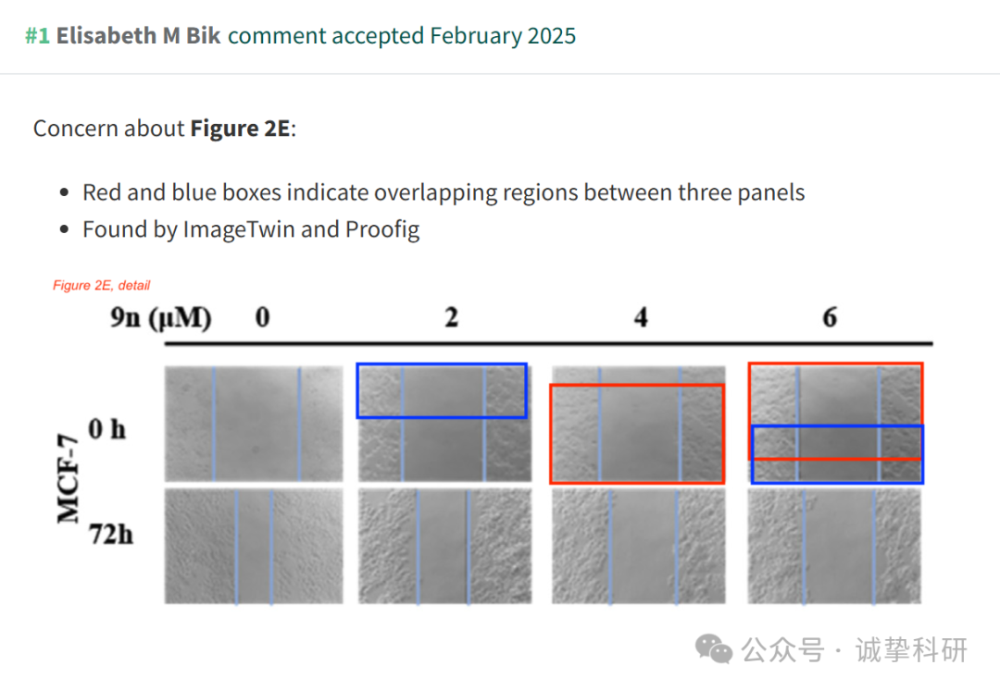 #1 Elisabeth M Bik comment accepted February 2025
Concern about Figure 2E:
• Red and blue boxes indicate overlapping regions between three panels
• Found by ImageTwin and Proofig
Figure 2E, detail
9n (μM) 0 2 4 6
MCF-7
0 h
72h
公众号 · 诚挚科研